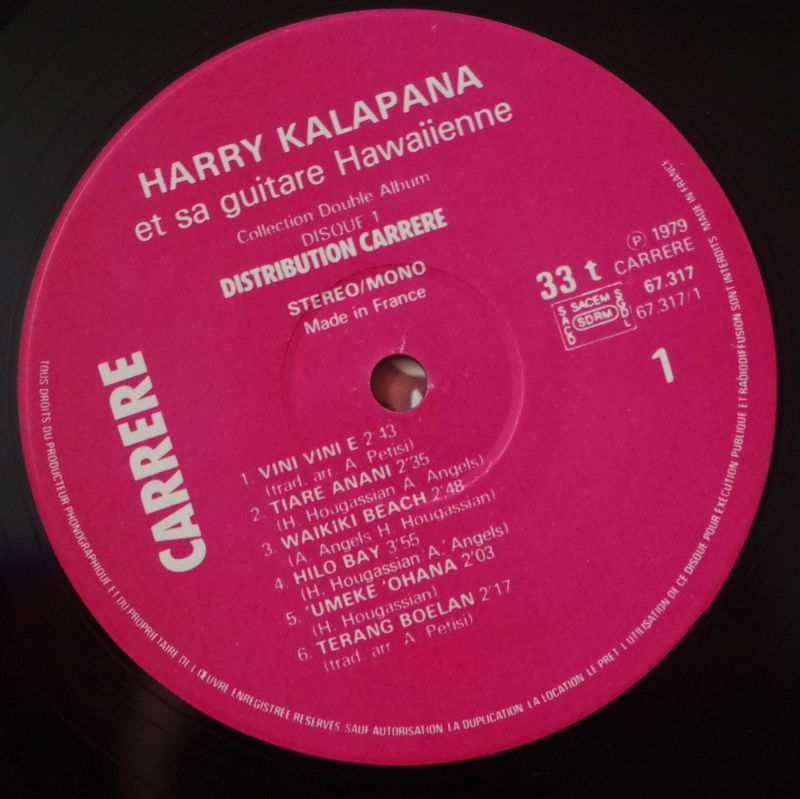 HARRY KALAPANA
et sa guitare Hawaïienne
Collection Double Album
DISQUE 1
DISTRIBUTION CARRERE
STEREO/MONO
Made in France
33 t
Ⓟ 1979
CARRERE
67.317
67.317/1
SACEM
SACD
SDRM
SGDL
1
CARRERE
1. VINI VINI E 2'43
(trad. arr. A. Petisi)
2. TIARE ANANI 2'35
(H. Hougassian A. Angels)
3. WAIKIKI BEACH 2'48
(A. Angels H. Hougassian)
4. HILO BAY 3'55
(H. Hougassian A. Angels)
5. 'UMEKE 'OHANA 2'03
(H. Hougassian)
6. TERANG BOELAN 2'17
(trad. arr. A. Petisi)
TOUS DROITS DU PRODUCTEUR PHONOGRAPHIQUE ET DU PROPRIETAIRE DE L'ŒUVRE ENREGISTREE RESERVES SAUF AUTORISATION LA DUPLICATION LA LOCATION LE PRET L'UTILISATION DE CE DISQUE POUR EXECUTION PUBLIQUE ET RADIODIFFUSION SONT INTERDITS MADE IN FRANCE